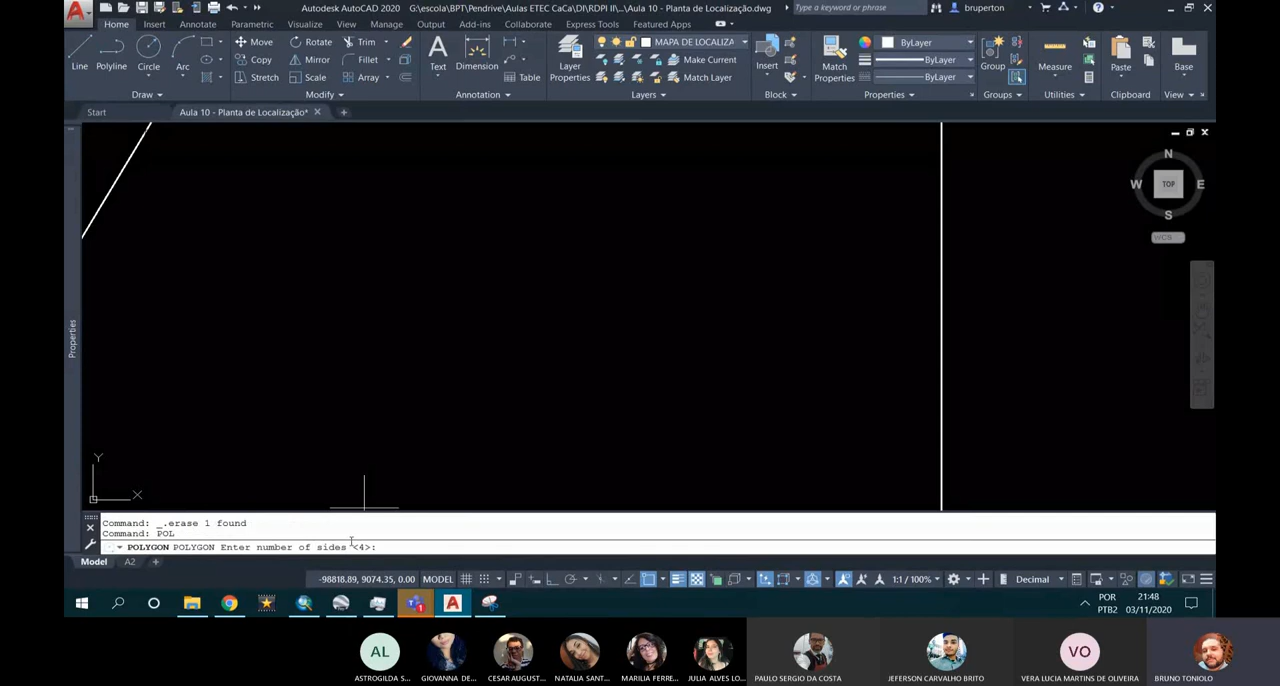 Autodesk AutoCAD 2020 G:\escola\BPT\Pendrive\Aulas ETEC CaCa\DI\RDPI II\...\Aula 10 - Planta de Localização.dwg
Type a keyword or phrase
bruperton
Home Insert Annotate Parametric Visualize View Manage Output Add-ins Collaborate Express Tools Featured Apps
Line Polyline Circle Arc
Move Rotate Trim
Copy Mirror Fillet
Stretch Scale Array
Text Dimension Table
Layer Properties
MAPA DE LOCALIZA
Make Current
Match Layer
Insert
Match Properties
ByLayer
ByLayer
ByLayer
Group Measure Paste Base
Draw Modify Annotation Layers Block Properties Groups Utilities Clipboard View
Start Aula 10 - Planta de Localização*
N
W TOP E
S
WCS
Properties
Y
X
Command: _.erase 1 found
Command: POL
POLYGON POLYGON Enter number of sides <4>:
Model A2
-98818.89, 9074.35, 0.00 MODEL 1:1 / 100% Decimal
POR
PTB2
21:48
03/11/2020
1
AL VO
ASTROGILDA S... GIOVANNA DE... CESAR AUGUST... NATALIA SANT... MARILIA FERRE... JULIA ALVES LO... PAULO SERGIO DA COSTA JEFERSON CARVALHO BRITO VERA LUCIA MARTINS DE OLIVEIRA BRUNO TONIOLO